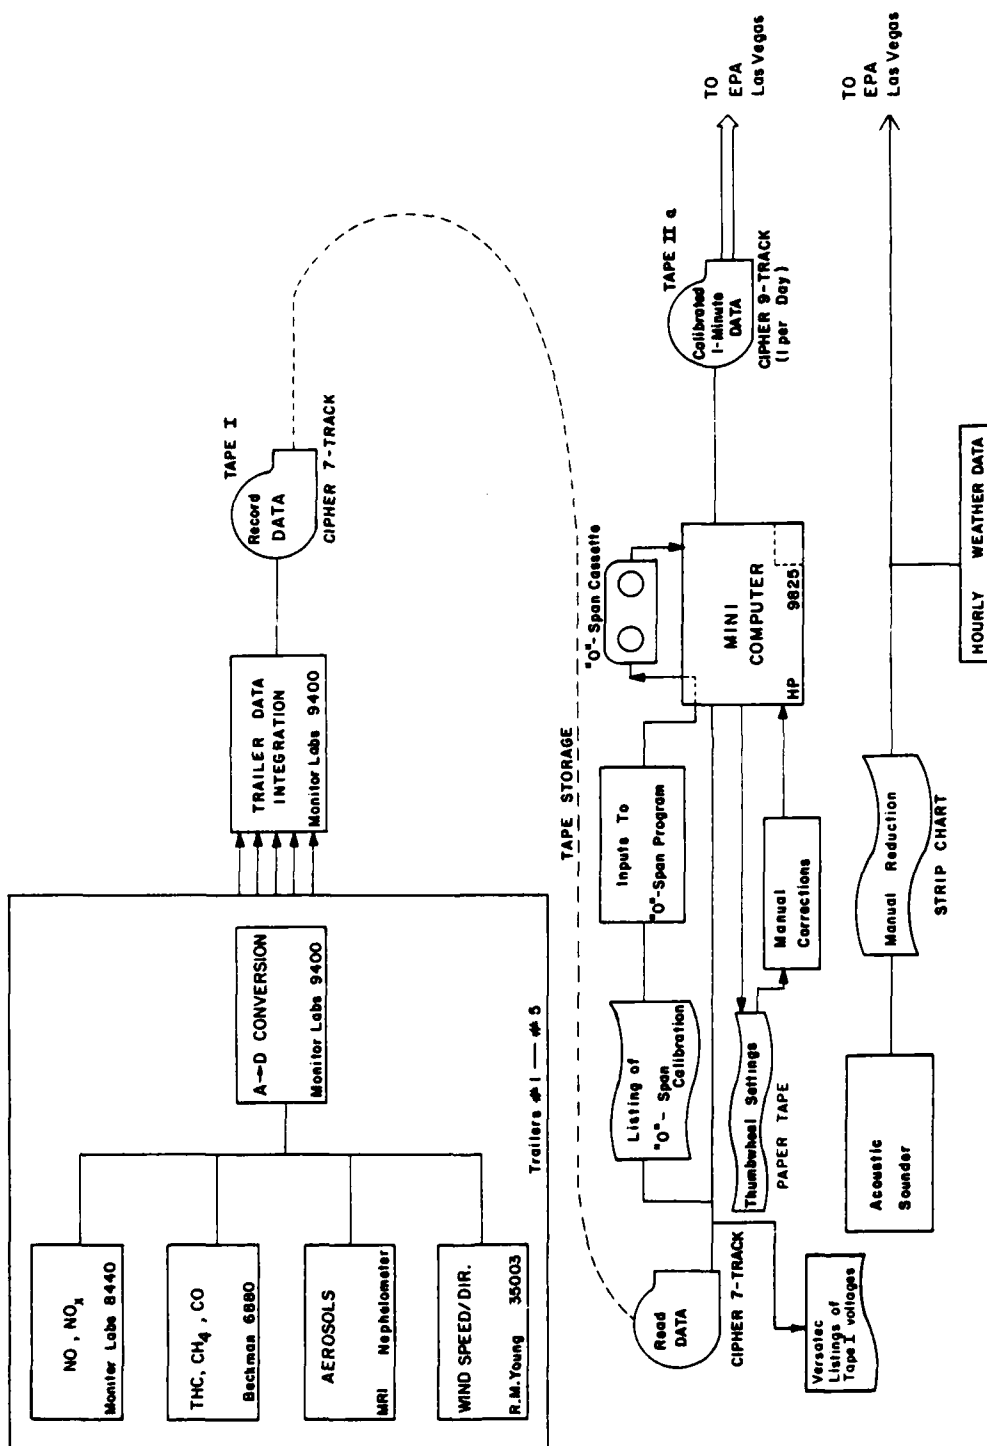 NO, NOₓ
Monitor Labs 8440
THC, CH₄, CO
Beckman 6880
AEROSOLS
MRI Nephelometer
WIND SPEED/DIR.
R.M.Young 35003
A→D CONVERSION
Monitor Labs 9400
Trailers #1 — #5
TRAILER DATA
INTEGRATION
Monitor Labs 9400
TAPE I
Record
DATA
CIPHER 7-TRACK
TAPE STORAGE
Read
DATA
CIPHER 7-TRACK
Versatec
Listings of
Tape I voltages
Listing of
"0"- Span
Calibration
Inputs To
"0"-Span Program
"0"- Span Cassette
Thumbwheel Settings
PAPER TAPE
Manual
Corrections
MINI
COMPUTER
HP 9825
TAPE II a
Calibrated
1-Minute
DATA
CIPHER 9-TRACK
(1 per Day)
TO
EPA
Las Vegas
Acoustic
Sounder
Manual Reduction
STRIP CHART
HOURLY WEATHER DATA
TO
EPA
Las Vegas